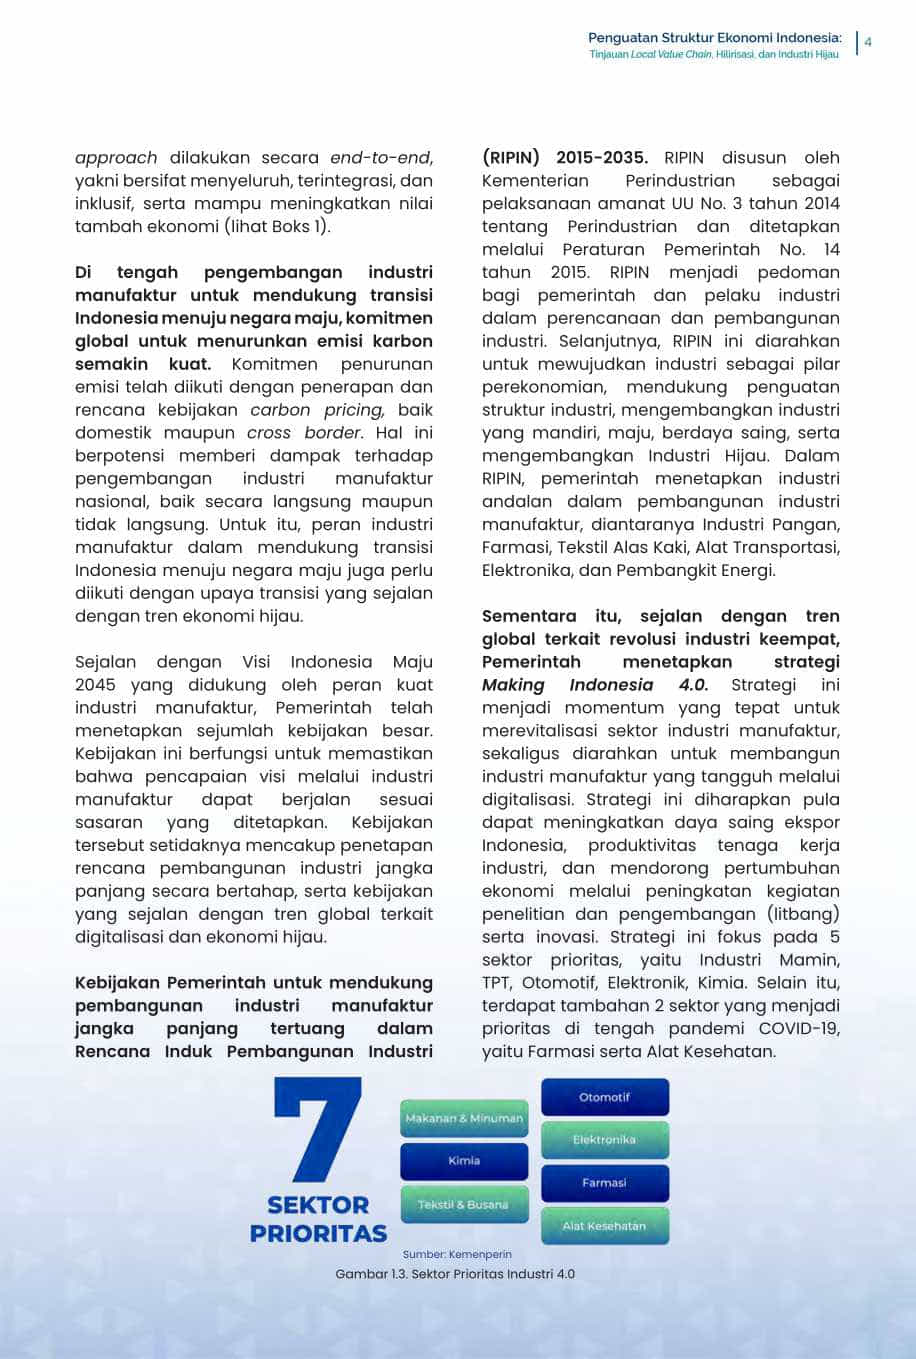 Penguatan Struktur Ekonomi Indonesia:
Tinjauan Local Value Chain, Hilirisasi, dan Industri Hijau
4
approach dilakukan secara end-to-end,
yakni bersifat menyeluruh, terintegrasi, dan
inklusif, serta mampu meningkatkan nilai
tambah ekonomi (lihat Boks 1).
Di tengah pengembangan industri
manufaktur untuk mendukung transisi
Indonesia menuju negara maju, komitmen
global untuk menurunkan emisi karbon
semakin kuat. Komitmen penurunan
emisi telah diikuti dengan penerapan dan
rencana kebijakan carbon pricing, baik
domestik maupun cross border. Hal ini
berpotensi memberi dampak terhadap
pengembangan industri manufaktur
nasional, baik secara langsung maupun
tidak langsung. Untuk itu, peran industri
manufaktur dalam mendukung transisi
Indonesia menuju negara maju juga perlu
diikuti dengan upaya transisi yang sejalan
dengan tren ekonomi hijau.
Sejalan dengan Visi Indonesia Maju
2045 yang didukung oleh peran kuat
industri manufaktur, Pemerintah telah
menetapkan sejumlah kebijakan besar.
Kebijakan ini berfungsi untuk memastikan
bahwa pencapaian visi melalui industri
manufaktur dapat berjalan sesuai
sasaran yang ditetapkan. Kebijakan
tersebut setidaknya mencakup penetapan
rencana pembangunan industri jangka
panjang secara bertahap, serta kebijakan
yang sejalan dengan tren global terkait
digitalisasi dan ekonomi hijau.
Kebijakan Pemerintah untuk mendukung
pembangunan industri manufaktur
jangka panjang tertuang dalam
Rencana Induk Pembangunan Industri
(RIPIN) 2015-2035. RIPIN disusun oleh
Kementerian Perindustrian sebagai
pelaksanaan amanat UU No. 3 tahun 2014
tentang Perindustrian dan ditetapkan
melalui Peraturan Pemerintah No. 14
tahun 2015. RIPIN menjadi pedoman
bagi pemerintah dan pelaku industri
dalam perencanaan dan pembangunan
industri. Selanjutnya, RIPIN ini diarahkan
untuk mewujudkan industri sebagai pilar
perekonomian, mendukung penguatan
struktur industri, mengembangkan industri
yang mandiri, maju, berdaya saing, serta
mengembangkan Industri Hijau. Dalam
RIPIN, pemerintah menetapkan industri
andalan dalam pembangunan industri
manufaktur, diantaranya Industri Pangan,
Farmasi, Tekstil Alas Kaki, Alat Transportasi,
Elektronika, dan Pembangkit Energi.
Sementara itu, sejalan dengan tren
global terkait revolusi industri keempat,
Pemerintah menetapkan strategi
Making Indonesia 4.0. Strategi ini
menjadi momentum yang tepat untuk
merevitalisasi sektor industri manufaktur,
sekaligus diarahkan untuk membangun
industri manufaktur yang tangguh melalui
digitalisasi. Strategi ini diharapkan pula
dapat meningkatkan daya saing ekspor
Indonesia, produktivitas tenaga kerja
industri, dan mendorong pertumbuhan
ekonomi melalui peningkatan kegiatan
penelitian dan pengembangan (litbang)
serta inovasi. Strategi ini fokus pada 5
sektor prioritas, yaitu Industri Mamin,
TPT, Otomotif, Elektronik, Kimia. Selain itu,
terdapat tambahan 2 sektor yang menjadi
prioritas di tengah pandemi COVID-19,
yaitu Farmasi serta Alat Kesehatan.
7
SEKTOR
PRIORITAS
Makanan & Minuman
Kimia
Tekstil & Busana
Otomotif
Elektronika
Farmasi
Alat Kesehatan
Sumber: Kemenperin
Gambar 1.3. Sektor Prioritas Industri 4.0